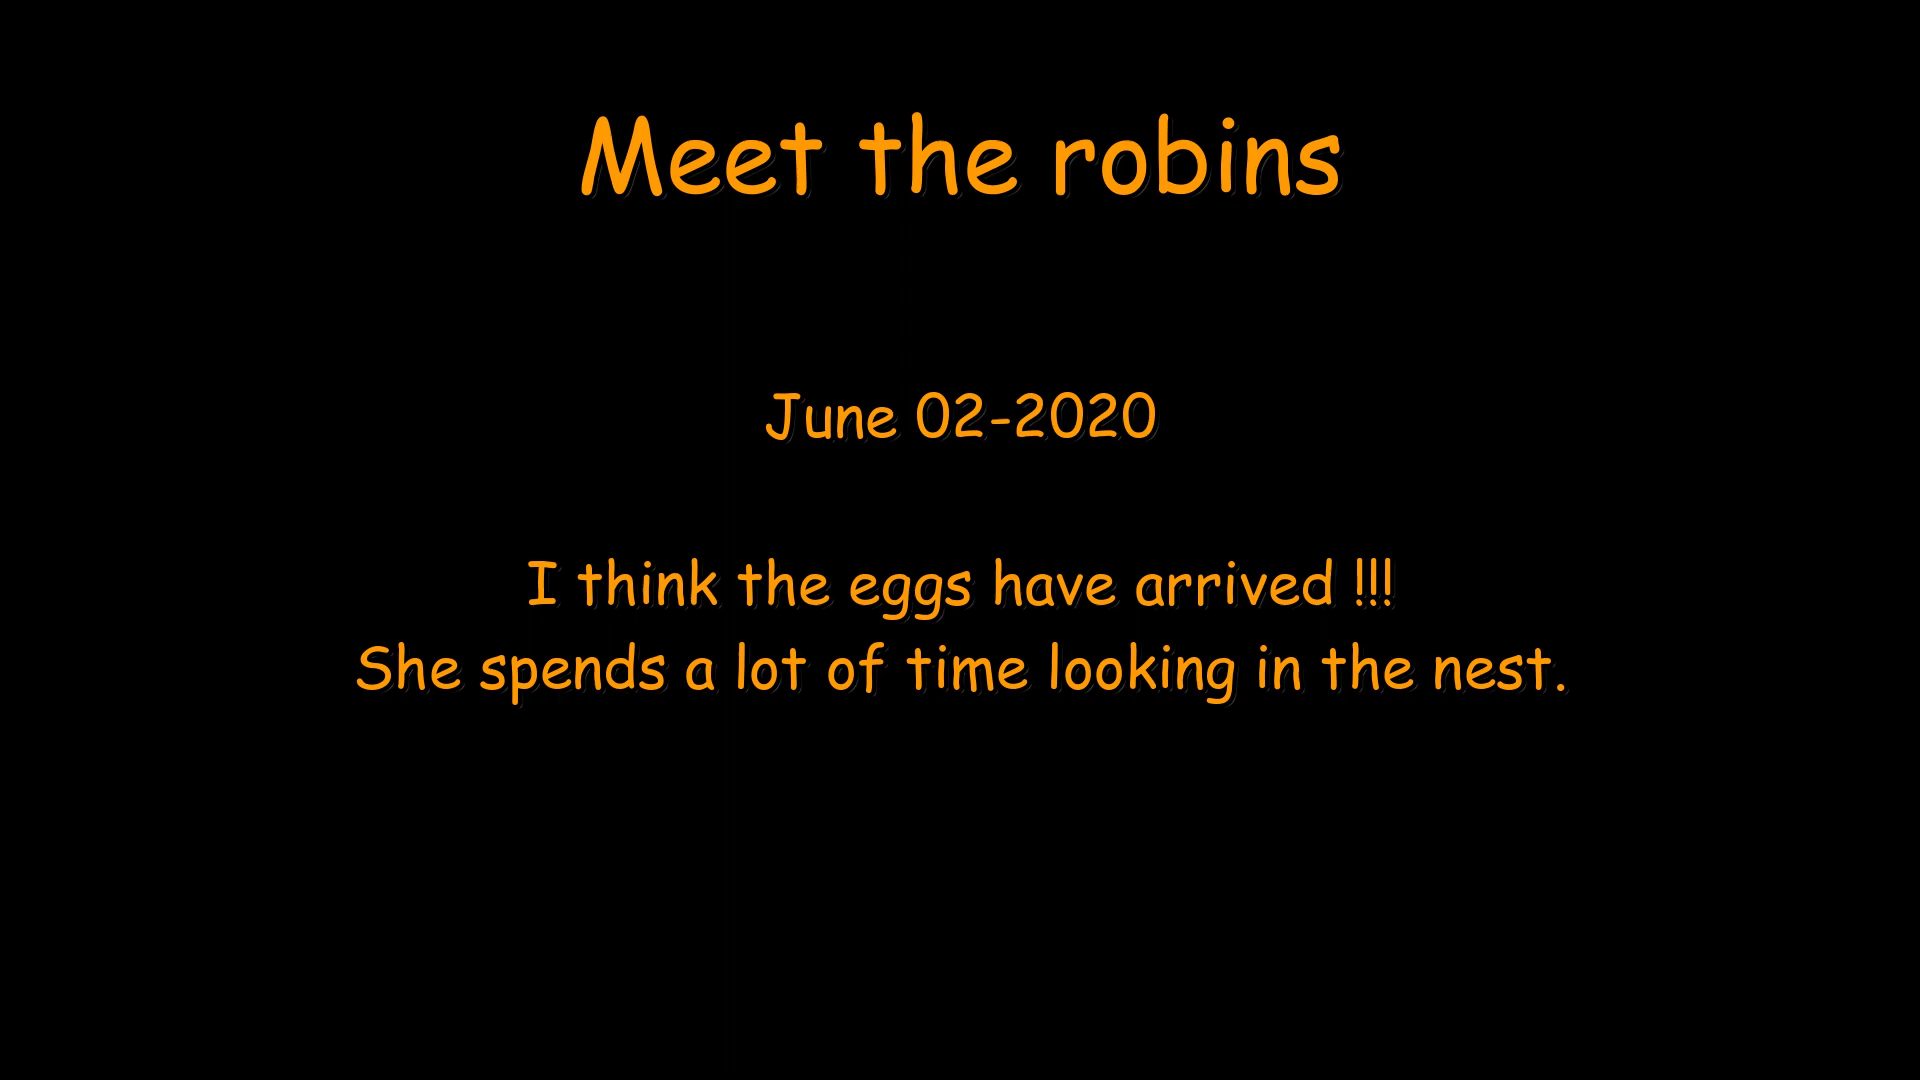 Meet the robins
June 02-2020
I think the eggs have arrived !!!
She spends a lot of time looking in the nest.